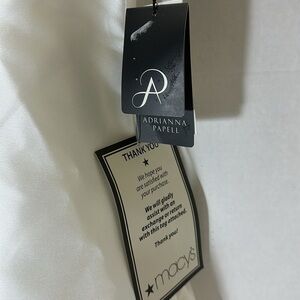 AP
ADRIANNA
PAPELL
THANK YOU
We hope you
are satisfied with
your purchase.
We will gladly
assist with an
exchange or return
with this tag attached.
Thank you!
★macy's